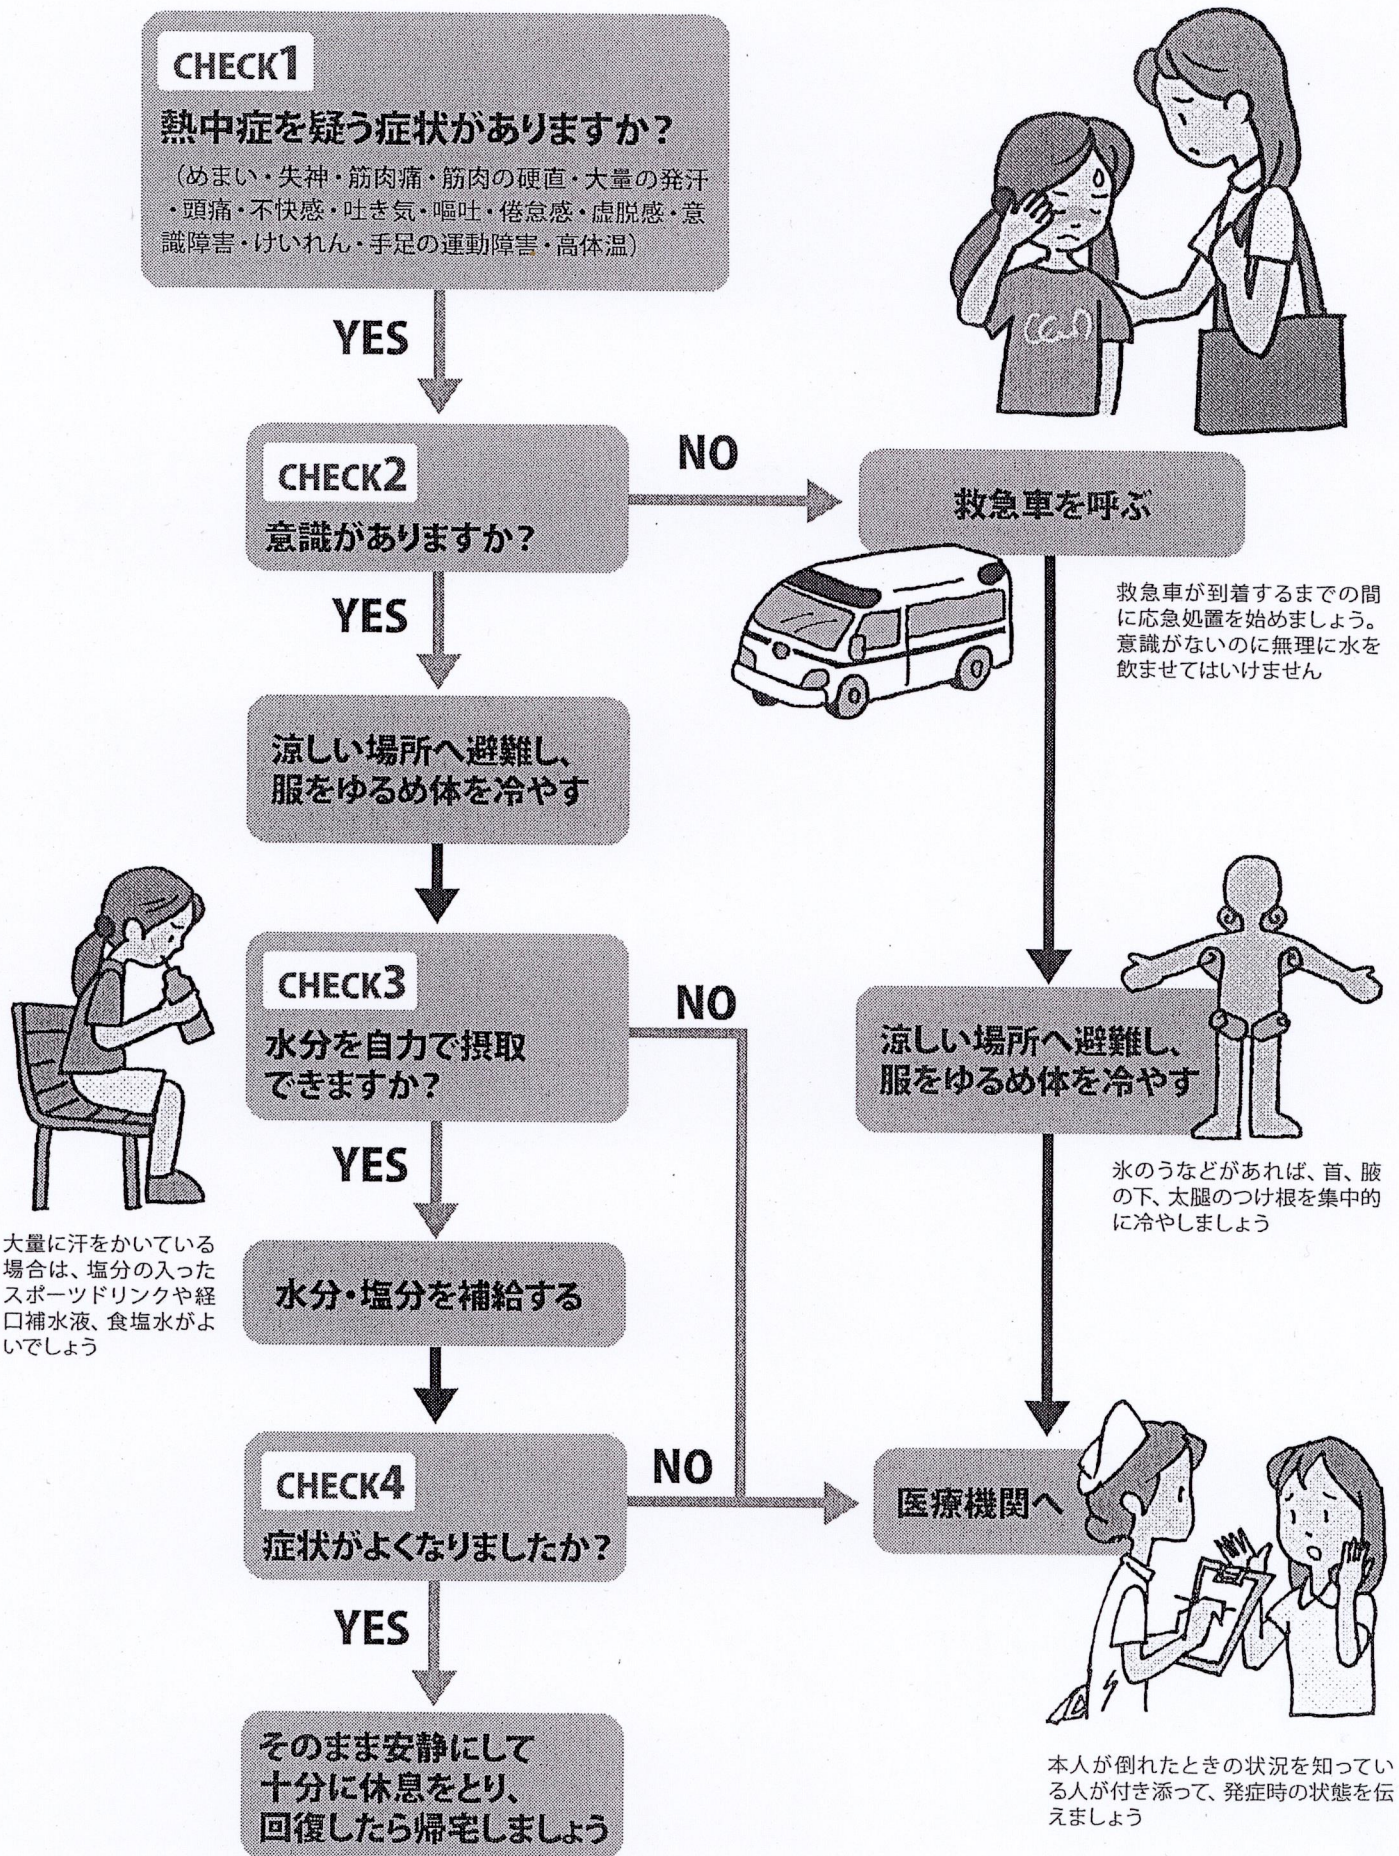 CHECK1
熱中症を疑う症状がありますか?
(めまい・失神・筋肉痛・筋肉の硬直・大量の発汗
・頭痛・不快感・吐き気・嘔吐・倦怠感・虚脱感・意
識障害・けいれん・手足の運動障害・高体温)
YES
CHECK2
意識がありますか?
NO
救急車を呼ぶ
救急車が到着するまでの間
に応急処置を始めましょう。
意識がないのに無理に水を
飲ませてはいけません
YES
涼しい場所へ避難し、
服をゆるめ体を冷やす
CHECK3
水分を自力で摂取
できますか?
NO
涼しい場所へ避難し、
服をゆるめ体を冷やす
氷のうなどがあれば、首、腋
の下、太腿のつけ根を集中的
に冷やしましょう
YES
大量に汗をかいている
場合は、塩分の入った
スポーツドリンクや経
口補水液、食塩水がよ
いでしょう
水分・塩分を補給する
CHECK4
症状がよくなりましたか?
NO
医療機関へ
YES
そのまま安静にして
十分に休息をとり、
回復したら帰宅しましょう
本人が倒れたときの状況を知ってい
る人が付き添って、発症時の状態を伝
えましょう